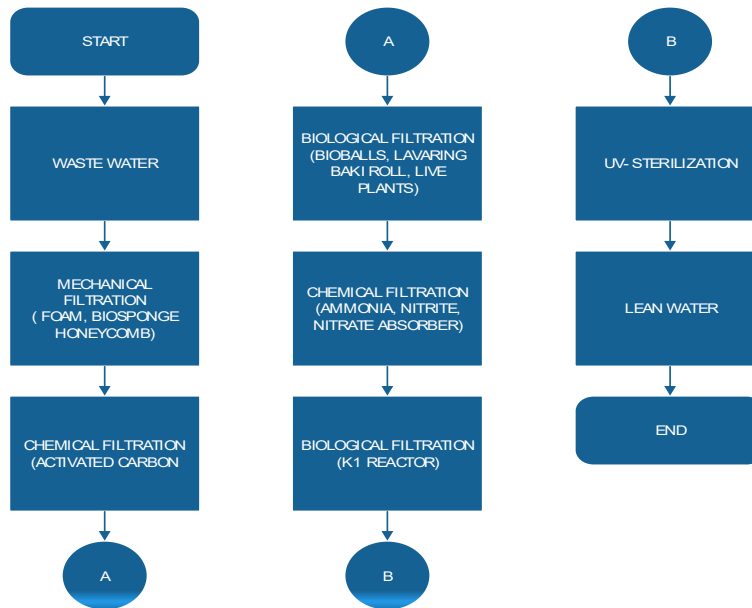 START
WASTE WATER
MECHANICAL
FILTRATION
( FOAM, BIOSPONGE
HONEYCOMB)
CHEMICAL FILTRATION
(ACTIVATED CARBON
A
A
BIOLOGICAL FILTRATION
(BIOBALLS, LAVARING
BAKI ROLL, LIVE
PLANTS)
CHEMICAL FILTRATION
(AMMONIA, NITRITE,
NITRATE ABSORBER)
BIOLOGICAL FILTRATION
(K1 REACTOR)
B
B
UV- STERILIZATION
LEAN WATER
END